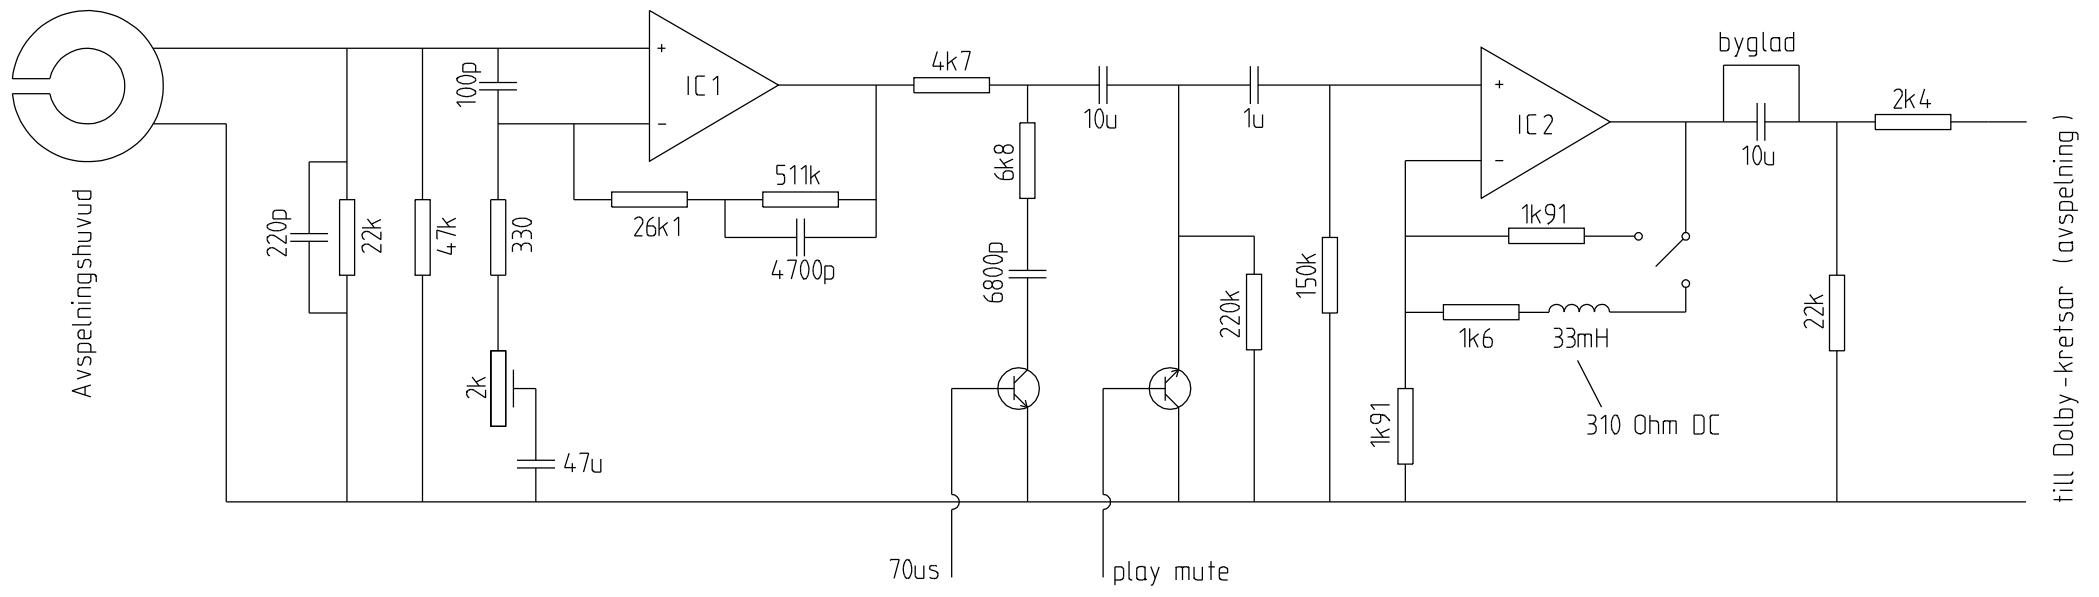 Avspelningshuvud
220p
22k
47k
100p
330
2k
47u
+
−
IC1
26k1
511k
4700p
4k7
6k8
6800p
70us
10u
play mute
220k
1u
150k
+
−
IC2
1k91
1k6
33mH
310 Ohm DC
1k91
byglad
10u
22k
2k4
till Dolby-kretsar (avspelning)